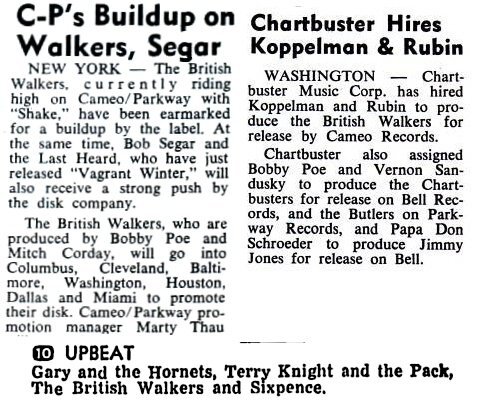 C-P's Buildup on
Walkers, Segar
NEW YORK — The British
Walkers, currently riding
high on Cameo/Parkway with
"Shake," have been earmarked
for a buildup by the label. At
the same time, Bob Segar and
the Last Heard, who have just
released "Vagrant Winter," will
also receive a strong push by
the disk company.
The British Walkers, who are
produced by Bobby Poe and
Mitch Corday, will go into
Columbus, Cleveland, Balti-
more, Washington, Houston,
Dallas and Miami to promote
their disk. Cameo/Parkway pro-
motion manager Marty Thau
Chartbuster Hires
Koppelman & Rubin
WASHINGTON — Chart-
buster Music Corp. has hired
Koppelman and Rubin to pro-
duce the British Walkers for
release by Cameo Records.
Chartbuster also assigned
Bobby Poe and Vernon San-
dusky to produce the Chart-
busters for release on Bell Rec-
ords, and the Butlers on Park-
way Records, and Papa Don
Schroeder to produce Jimmy
Jones for release on Bell.
10 UPBEAT
Gary and the Hornets, Terry Knight and the Pack,
The British Walkers and Sixpence.